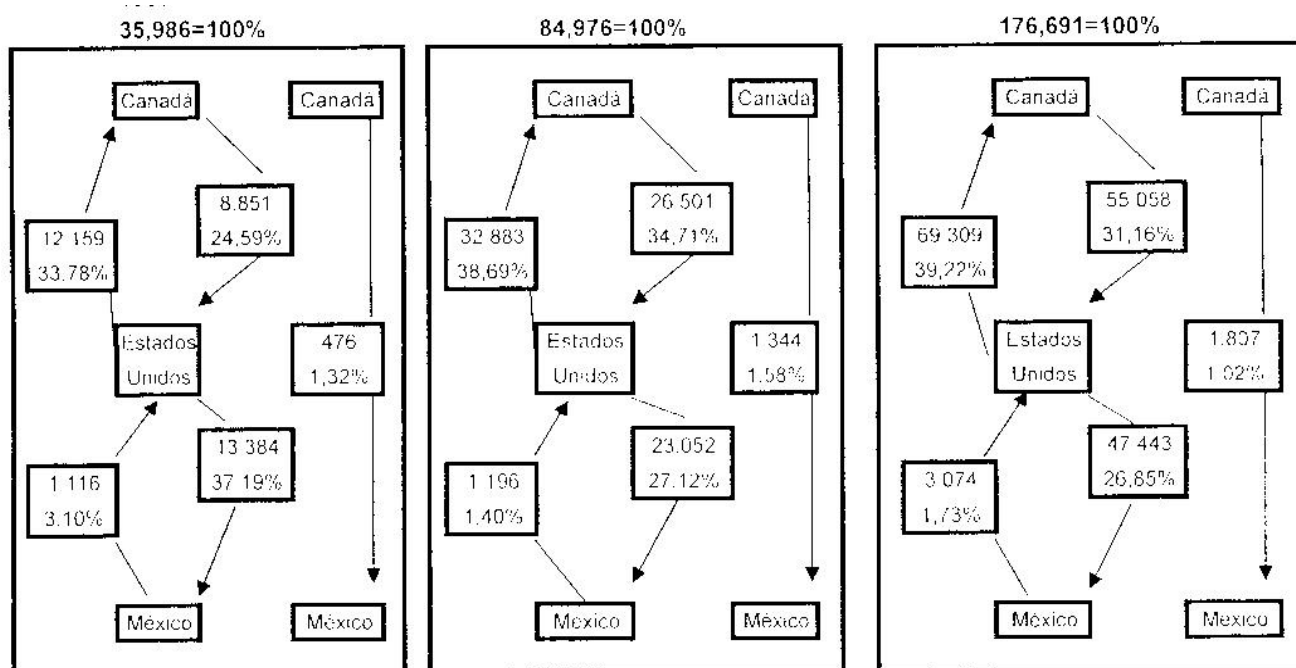 35,986=100%
Canadá
Canadá
8.851
24,59%
12 159
33.78%
Estados
Unidos
476
1,32%
13 384
37 19%
1 116
3.10%
México
México
84,976=100%
Canadá
Canadá
26 501
34,71%
32 883
38,69%
Estados
Unidos
1 344
1.58%
23.052
27.12%
1 196
1,40%
Mexico
México
176,691=100%
Canadá
Canadá
55 058
31,16%
69 309
39,22%
Estados
Unidos
1.807
1.02%
47 443
26,85%
3 074
1,73%
México
México